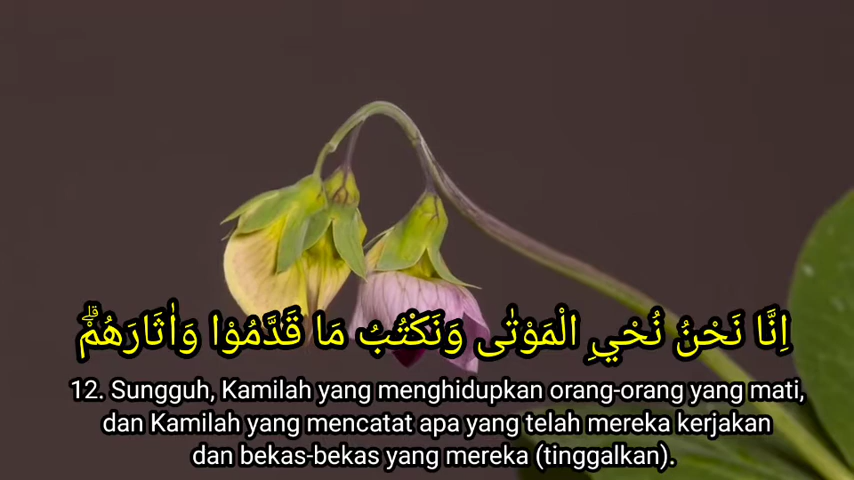 اِنَّا نَحْنُ نُحْيِ الْمَوْتٰى وَنَكْتُبُ مَا قَدَّمُوْا وَاٰثَارَهُمْۗ
12. Sungguh, Kamilah yang menghidupkan orang-orang yang mati,
dan Kamilah yang mencatat apa yang telah mereka kerjakan
dan bekas-bekas yang mereka (tinggalkan).